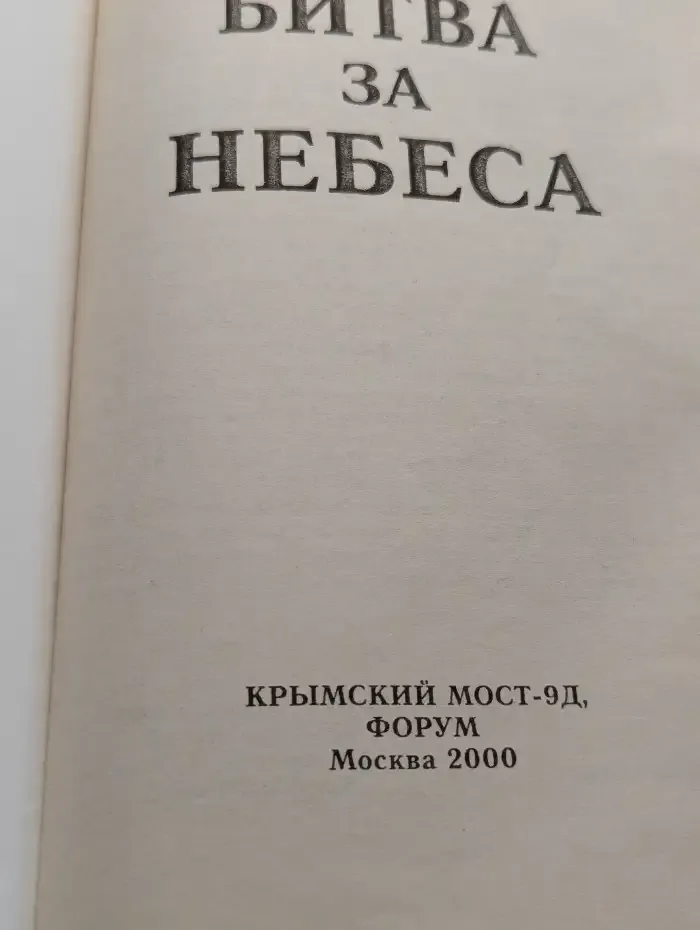 БИТВА
ЗА
НЕБЕСА
КРЫМСКИЙ МОСТ-9Д,
ФОРУМ
Москва 2000